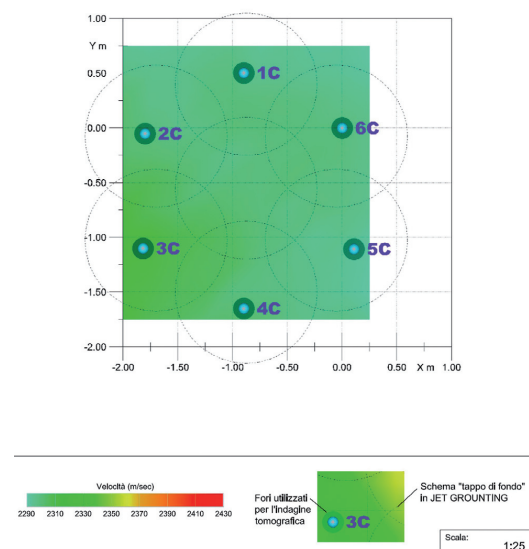 Y m
0.50
0.00
-0.50
-1.00
-1.50
-2.00
1C
2C
6C
3C
5C
4C
-2.00 -1.50 -1.00 -0.50 0.00 0.50 X m 1.00
Velocità (m/sec)
2290 2310 2330 2350 2370 2390 2410 2430
Fori utilizzati
per l'indagine
tomografica
3C
Schema "tappo di fondo"
in JET GROUNTING
Scala:
1:25